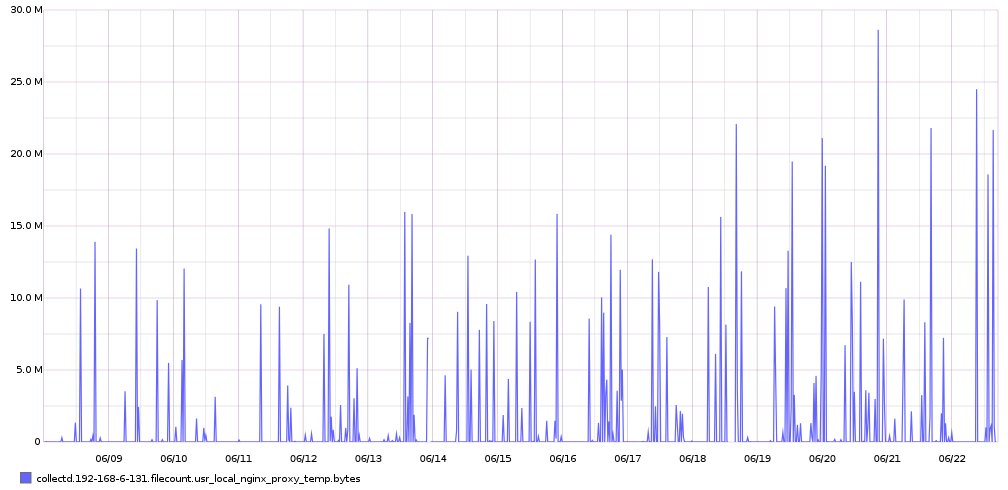 30.0 M
25.0 M
20.0 M
15.0 M
10.0 M
5.0 M
0
06/09 06/10 06/11 06/12 06/13 06/14 06/15 06/16 06/17 06/18 06/19 06/20 06/21 06/22
collectd.192-168-6-131.filecount.usr_local_nginx_proxy_temp.bytes